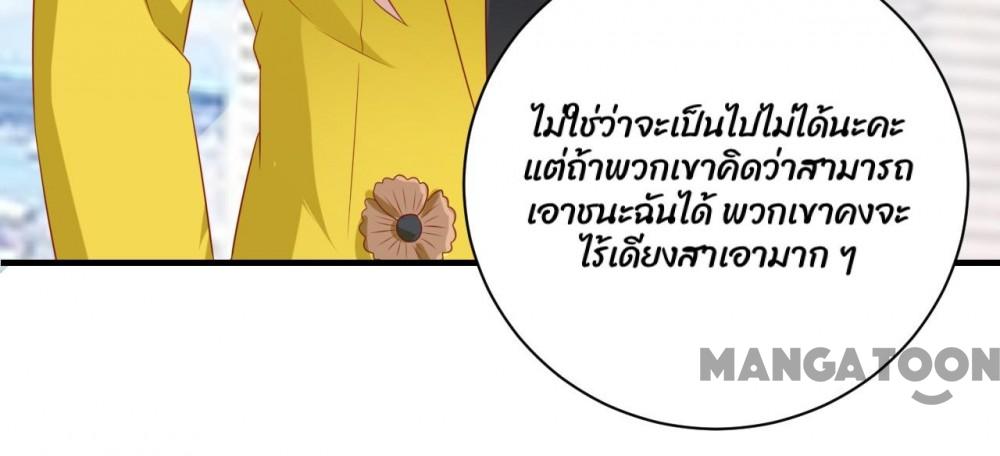 ไม่ใช่ว่าจะเป็นไปไม่ได้นะคะ
แต่ถ้าพวกเขาคิดว่าสามารถ
เอาชนะฉันได้ พวกเขาคงจะ
ไร้เดียงสาเอามาก ๆ
MANGATOON